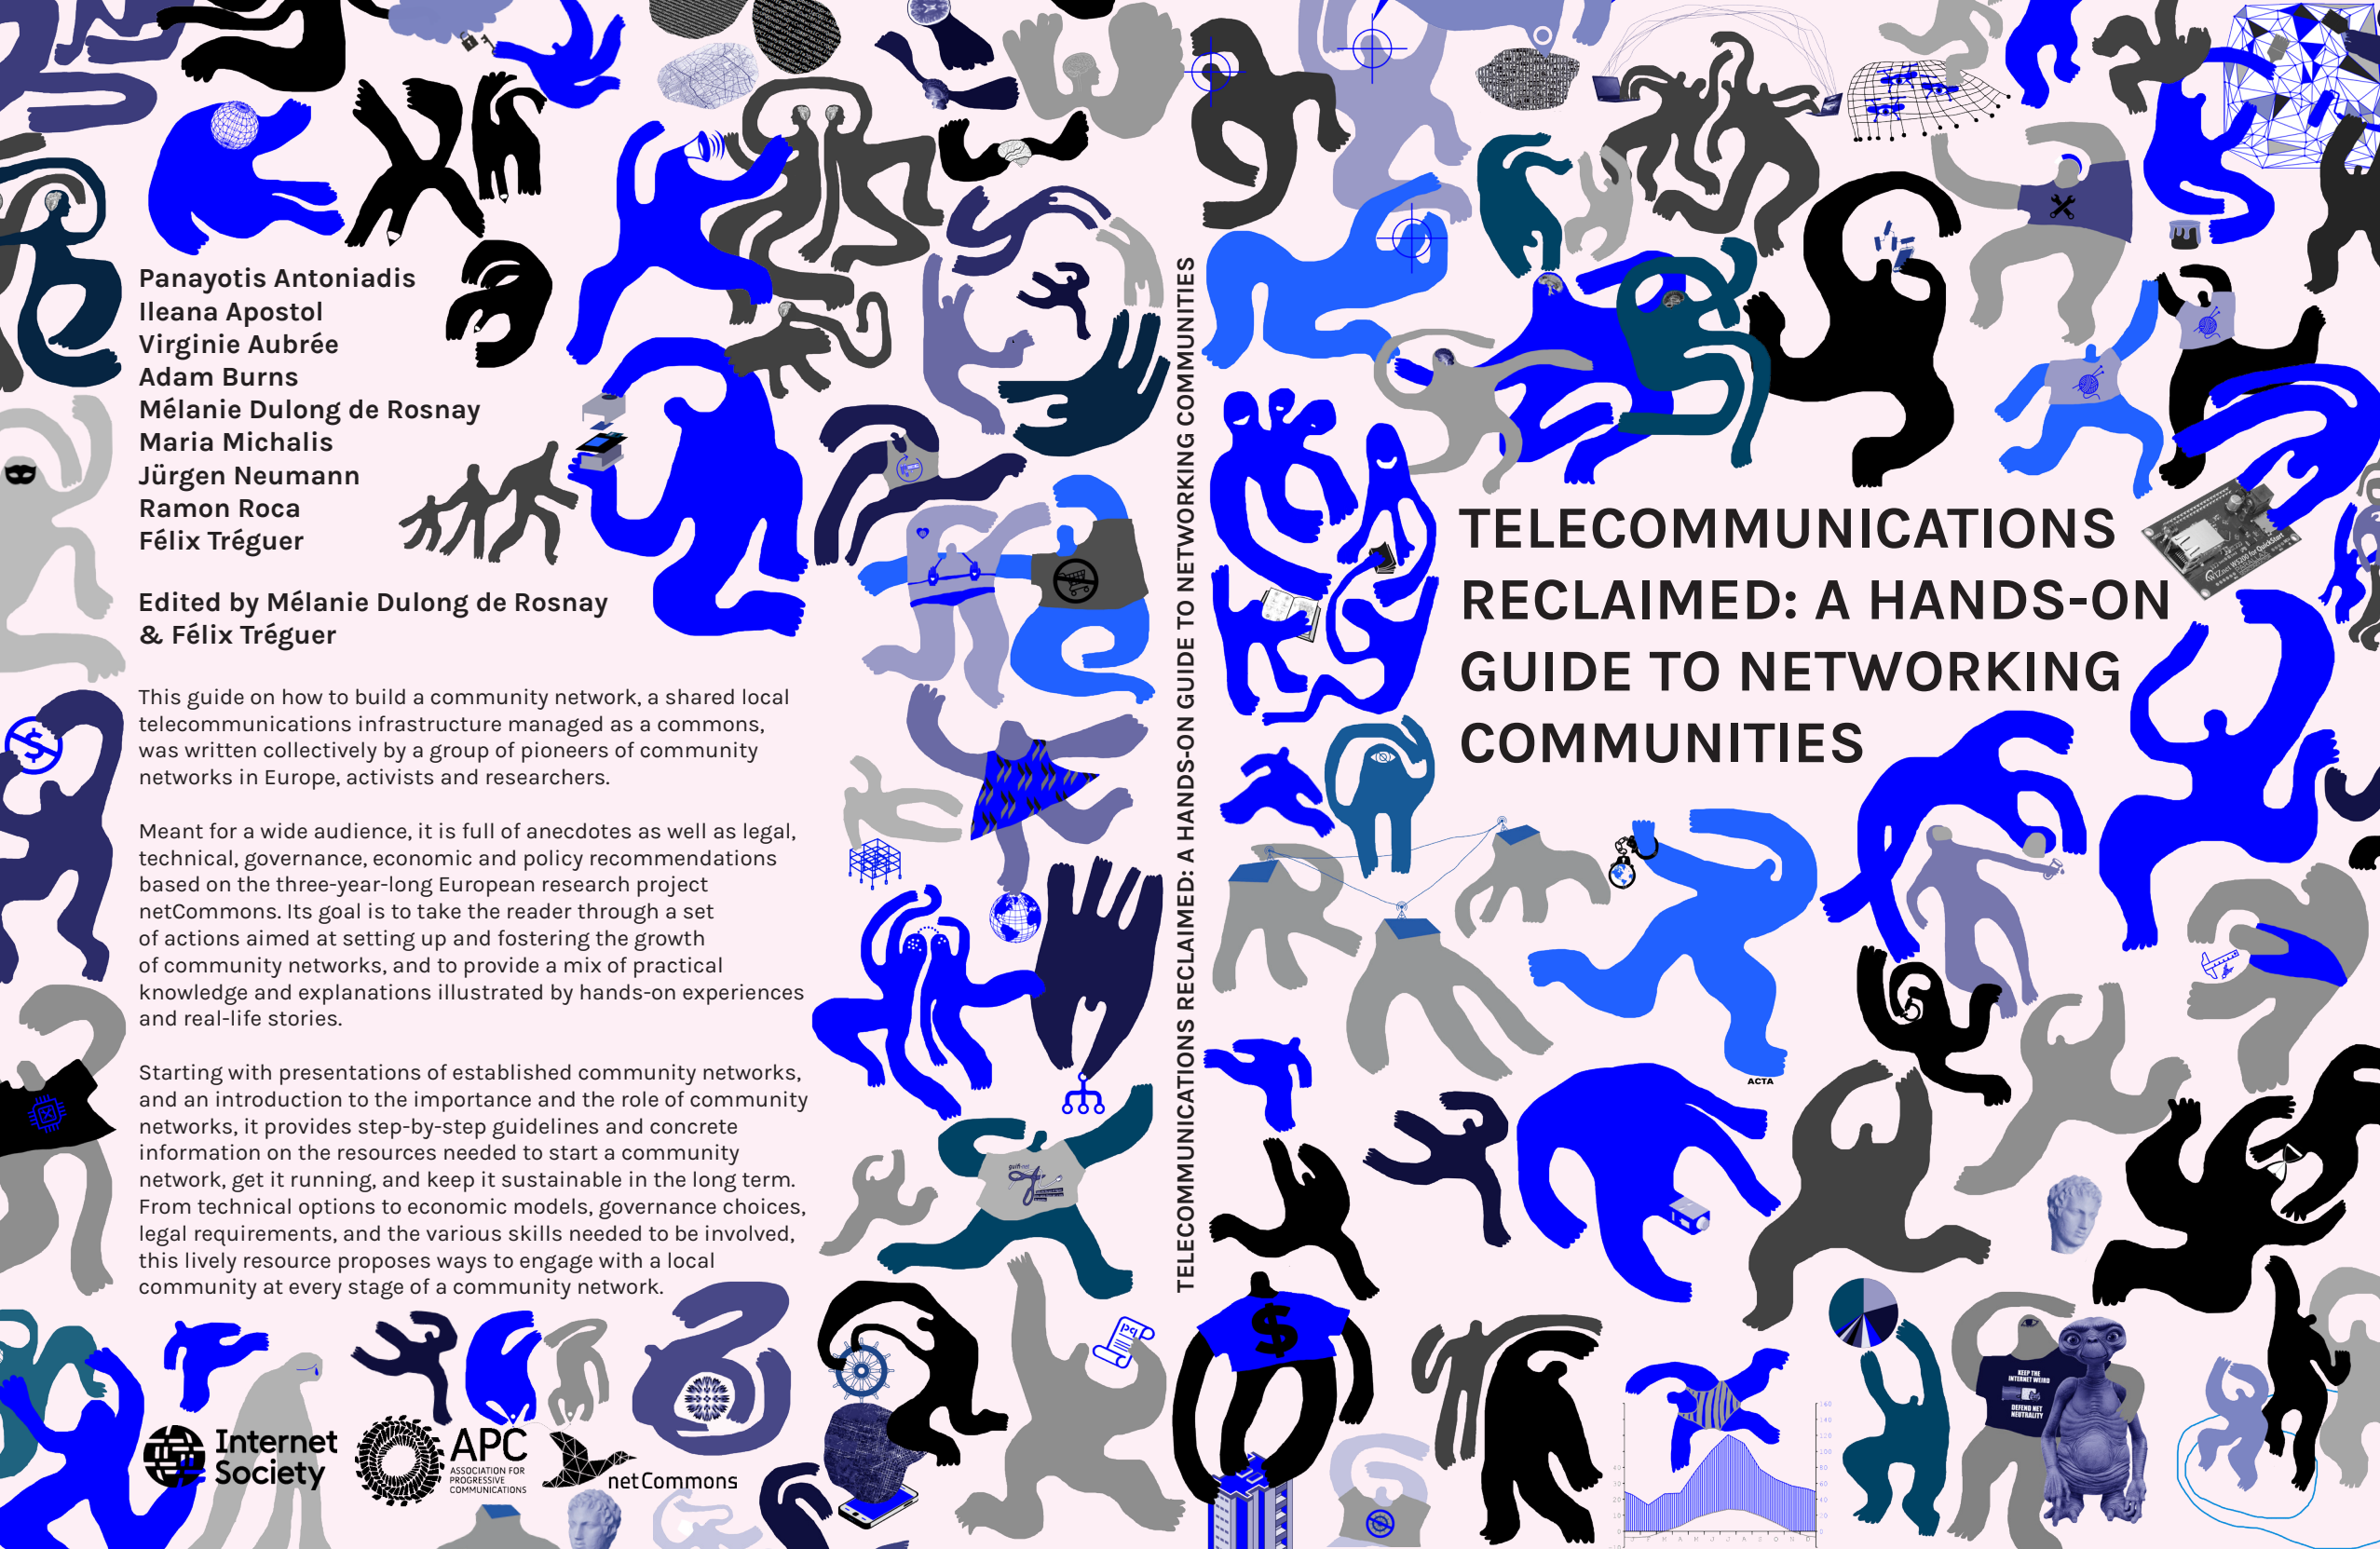 Panayotis Antoniadis
Ileana Apostol
Virginie Aubrée
Adam Burns
Mélanie Dulong de Rosnay
Maria Michalis
Jürgen Neumann
Ramon Roca
Félix Tréguer
Edited by Mélanie Dulong de Rosnay
& Félix Tréguer
This guide on how to build a community network, a shared local
telecommunications infrastructure managed as a commons,
was written collectively by a group of pioneers of community
networks in Europe, activists and researchers.
Meant for a wide audience, it is full of anecdotes as well as legal,
technical, governance, economic and policy recommendations
based on the three-year-long European research project
netCommons. Its goal is to take the reader through a set
of actions aimed at setting up and fostering the growth
of community networks, and to provide a mix of practical
knowledge and explanations illustrated by hands-on experiences
and real-life stories.
Starting with presentations of established community networks,
and an introduction to the importance and the role of community
networks, it provides step-by-step guidelines and concrete
information on the resources needed to start a community
network, get it running, and keep it sustainable in the long term.
From technical options to economic models, governance choices,
legal requirements, and the various skills needed to be involved,
this lively resource proposes ways to engage with a local
community at every stage of a community network.
Internet
Society
APC
ASSOCIATION FOR
PROGRESSIVE
COMMUNICATIONS
netCommons
TELECOMMUNICATIONS RECLAIMED: A HANDS-ON GUIDE TO NETWORKING COMMUNITIES
TELECOMMUNICATIONS
RECLAIMED: A HANDS-ON
GUIDE TO NETWORKING
COMMUNITIES
WIZnet W5200 for QuickStart
ACTA
$
KEEP THE
INTERNET WEIRD
DEFEND NET
NEUTRALITY